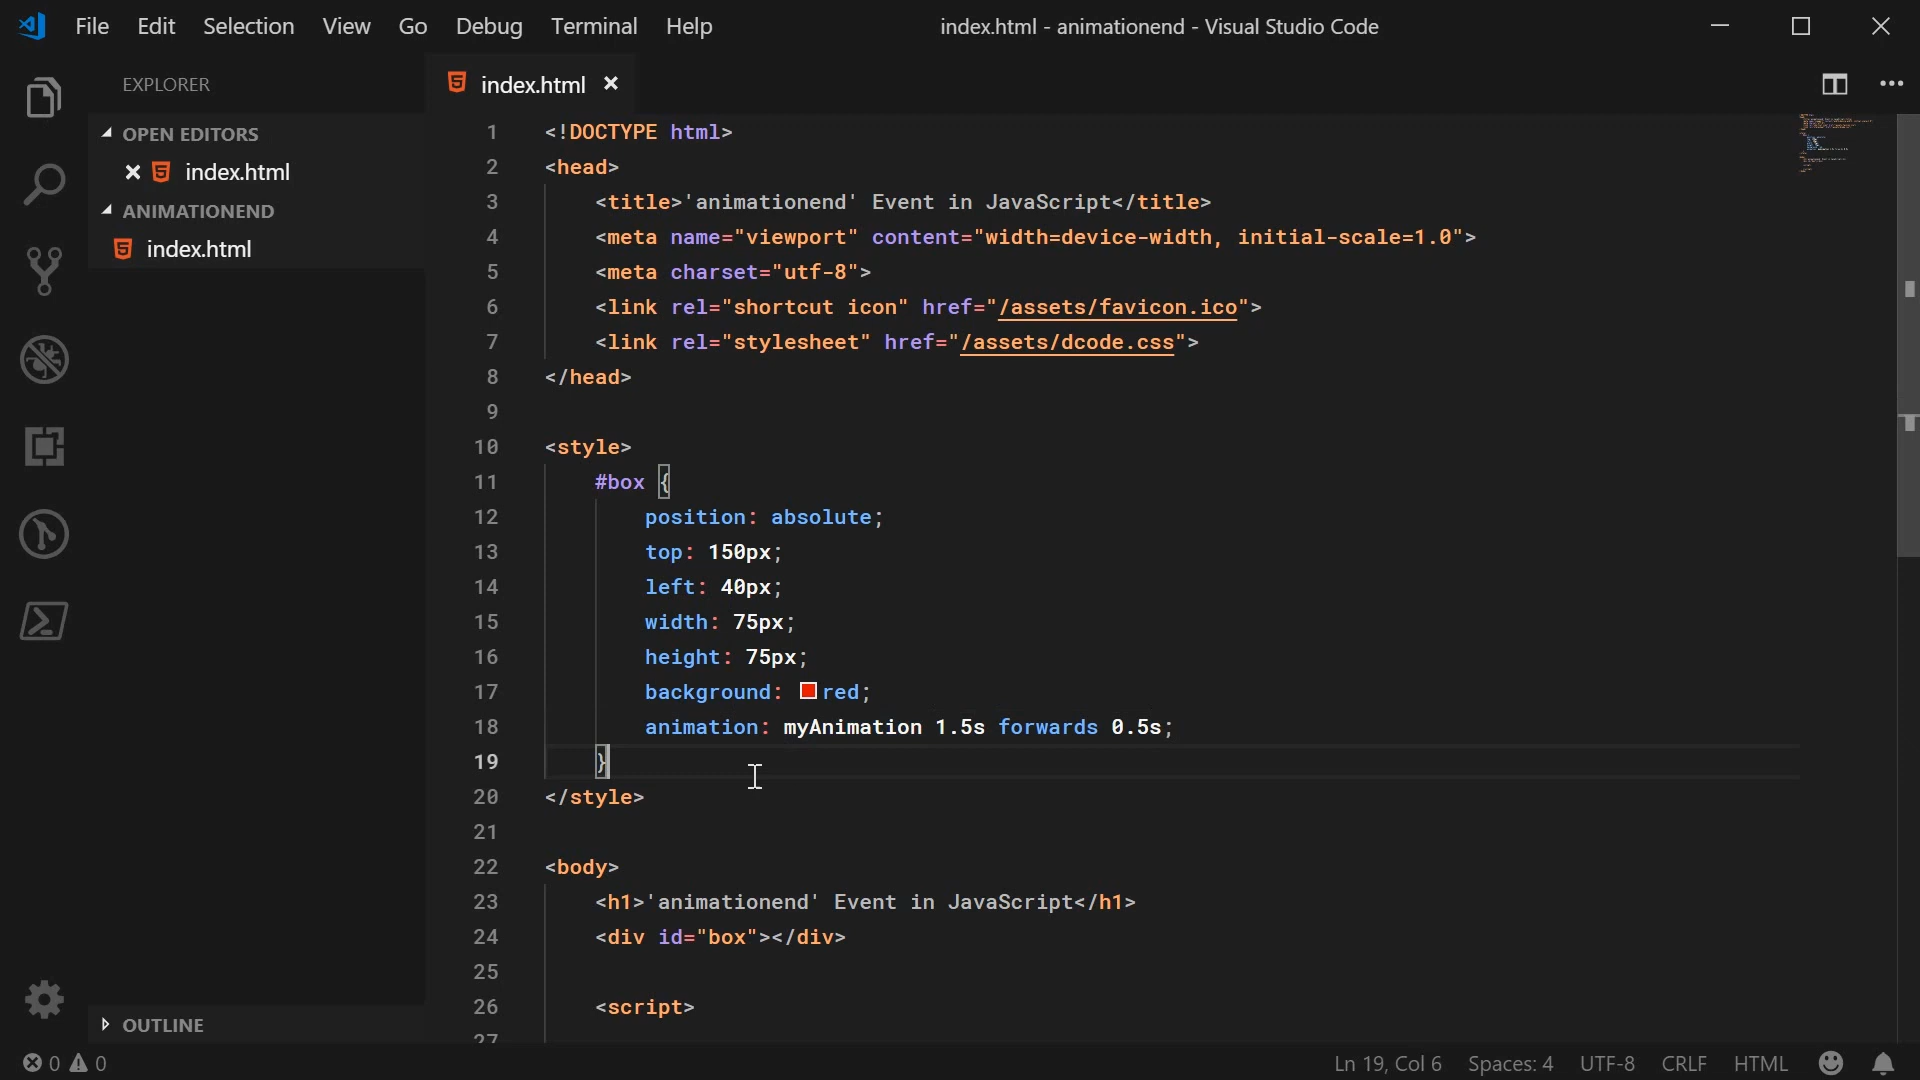 File Edit Selection View Go Debug Terminal Help
index.html - animationend - Visual Studio Code
EXPLORER
OPEN EDITORS
index.html
ANIMATIONEND
index.html
OUTLINE
index.html
1 <!DOCTYPE html>
2 <head>
3 <title>'animationend' Event in JavaScript</title>
4 <meta name="viewport" content="width=device-width, initial-scale=1.0">
5 <meta charset="utf-8">
6 <link rel="shortcut icon" href="/assets/favicon.ico">
7 <link rel="stylesheet" href="/assets/dcode.css">
8 </head>
9
10 <style>
11 #box {
12 position: absolute;
13 top: 150px;
14 left: 40px;
15 width: 75px;
16 height: 75px;
17 background: red;
18 animation: myAnimation 1.5s forwards 0.5s;
19 }
20 </style>
21
22 <body>
23 <h1>'animationend' Event in JavaScript</h1>
24 <div id="box"></div>
25
26 <script>
27
0 0
Ln 19, Col 6 Spaces: 4 UTF-8 CRLF HTML